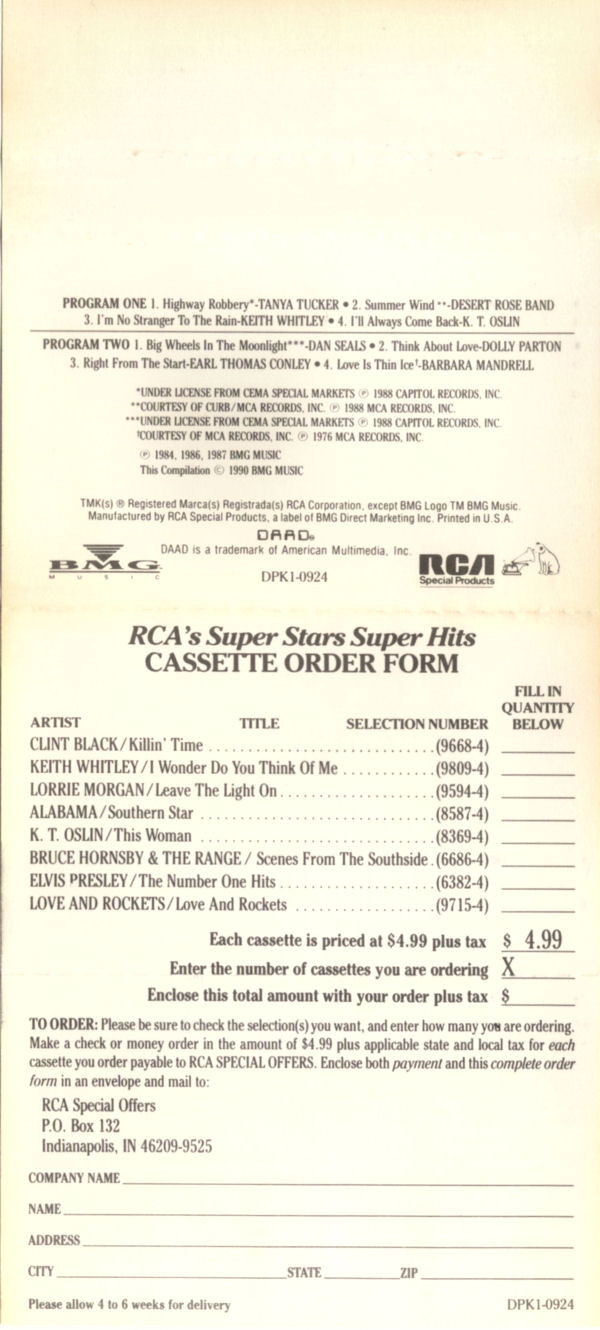 PROGRAM ONE 1. Highway Robbery*-TANYA TUCKER • 2. Summer Wind **-DESERT ROSE BAND
3. I'm No Stranger To The Rain-KEITH WHITLEY • 4. I'll Always Come Back-K. T. OSLIN
PROGRAM TWO 1. Big Wheels In The Moonlight***-DAN SEALS • 2. Think About Love-DOLLY PARTON
3. Right From The Start-EARL THOMAS CONLEY • 4. Love Is Thin Ice†-BARBARA MANDRELL
*UNDER LICENSE FROM CEMA SPECIAL MARKETS ℗ 1988 CAPITOL RECORDS, INC.
**COURTESY OF CURB/MCA RECORDS, INC. ℗ 1988 MCA RECORDS, INC.
***UNDER LICENSE FROM CEMA SPECIAL MARKETS ℗ 1988 CAPITOL RECORDS, INC.
†COURTESY OF MCA RECORDS, INC. ℗ 1976 MCA RECORDS, INC.
℗ 1984, 1986, 1987 BMG MUSIC
This Compilation © 1990 BMG MUSIC
TMK(s) ® Registered Marca(s) Registrada(s) RCA Corporation, except BMG Logo TM BMG Music.
Manufactured by RCA Special Products, a label of BMG Direct Marketing Inc. Printed in U.S.A.
DAAD®
DAAD is a trademark of American Multimedia, Inc.
BMG
MUSIC
DPK1-0924
RCA
Special Products
RCA's Super Stars Super Hits
CASSETTE ORDER FORM
FILL IN
QUANTITY
ARTIST TITLE SELECTION NUMBER BELOW
CLINT BLACK/Killin' Time ............................(9668-4) ________
KEITH WHITLEY/I Wonder Do You Think Of Me ...........(9809-4) ________
LORRIE MORGAN/Leave The Light On....................(9594-4) ________
ALABAMA/Southern Star ..............................(8587-4) ________
K. T. OSLIN/This Woman .............................(8369-4) ________
BRUCE HORNSBY & THE RANGE/ Scenes From The Southside .(6686-4) ________
ELVIS PRESLEY/The Number One Hits ...................(6382-4) ________
LOVE AND ROCKETS/Love And Rockets .................(9715-4) ________
Each cassette is priced at $4.99 plus tax $ 4.99
Enter the number of cassettes you are ordering X________
Enclose this total amount with your order plus tax $________
TO ORDER: Please be sure to check the selection(s) you want, and enter how many you are ordering.
Make a check or money order in the amount of $4.99 plus applicable state and local tax for each
cassette you order payable to RCA SPECIAL OFFERS. Enclose both payment and this complete order
form in an envelope and mail to:
RCA Special Offers
P.O. Box 132
Indianapolis, IN 46209-9525
COMPANY NAME________
NAME________
ADDRESS________
CITY________STATE________ZIP________
Please allow 4 to 6 weeks for delivery DPK1-0924